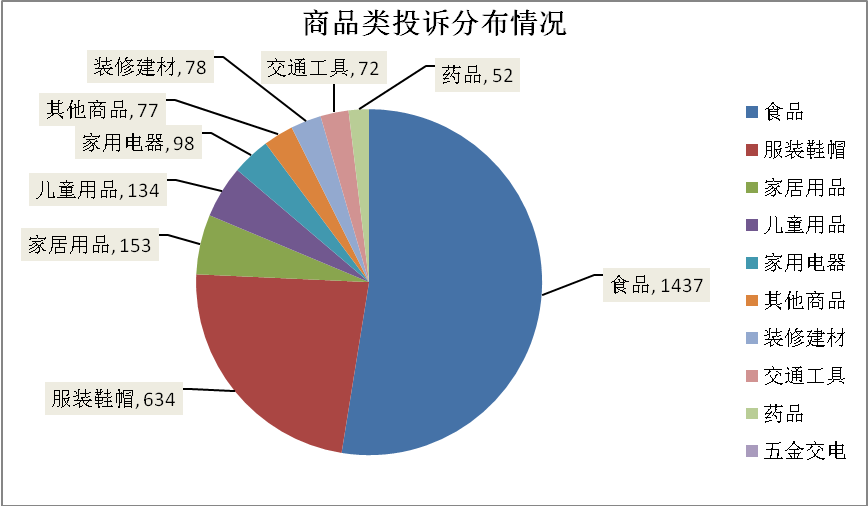 商品类投诉分布情况
装修建材, 78
交通工具, 72
药品, 52
其他商品, 77
家用电器, 98
儿童用品, 134
家居用品, 153
食品, 1437
服装鞋帽, 634
食品
服装鞋帽
家居用品
儿童用品
家用电器
其他商品
装修建材
交通工具
药品
五金交电